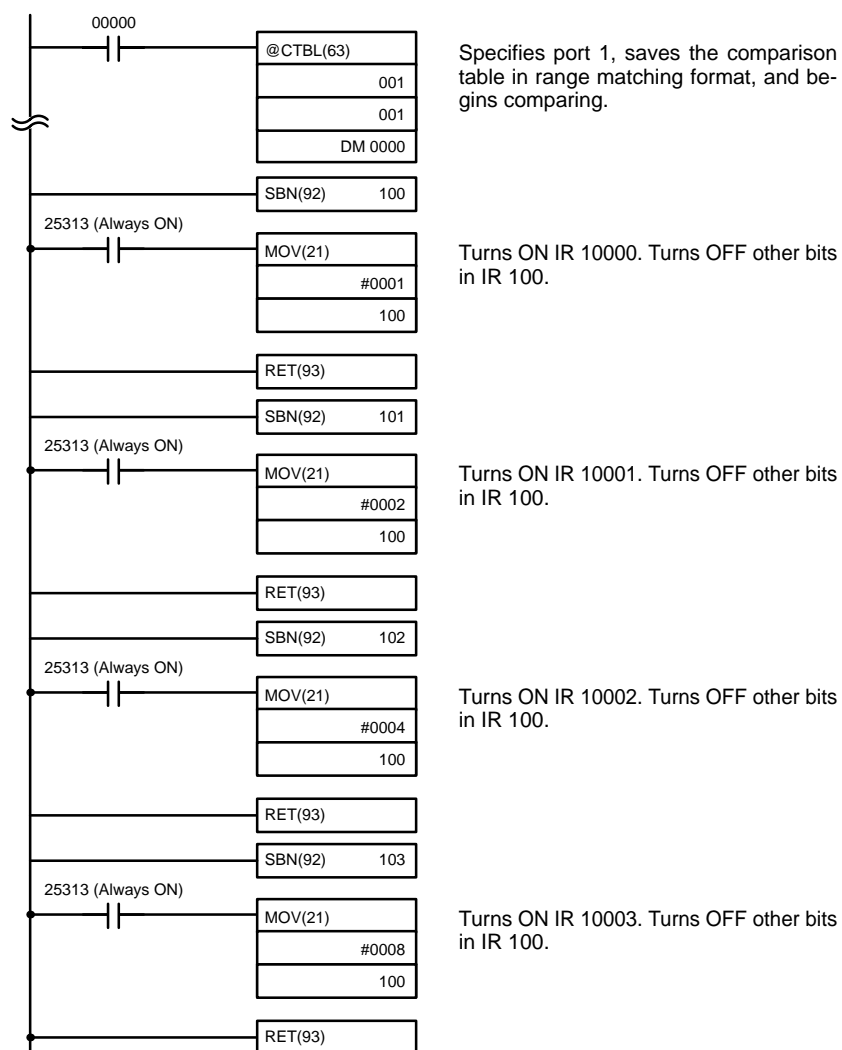 00000
@CTBL(63)
001
001
DM 0000
Specifies port 1, saves the comparison
table in range matching format, and be-
gins comparing.
SBN(92) 100
25313 (Always ON)
MOV(21)
#0001
100
Turns ON IR 10000. Turns OFF other bits
in IR 100.
RET(93)
SBN(92) 101
25313 (Always ON)
MOV(21)
#0002
100
Turns ON IR 10001. Turns OFF other bits
in IR 100.
RET(93)
SBN(92) 102
25313 (Always ON)
MOV(21)
#0004
100
Turns ON IR 10002. Turns OFF other bits
in IR 100.
RET(93)
SBN(92) 103
25313 (Always ON)
MOV(21)
#0008
100
Turns ON IR 10003. Turns OFF other bits
in IR 100.
RET(93)